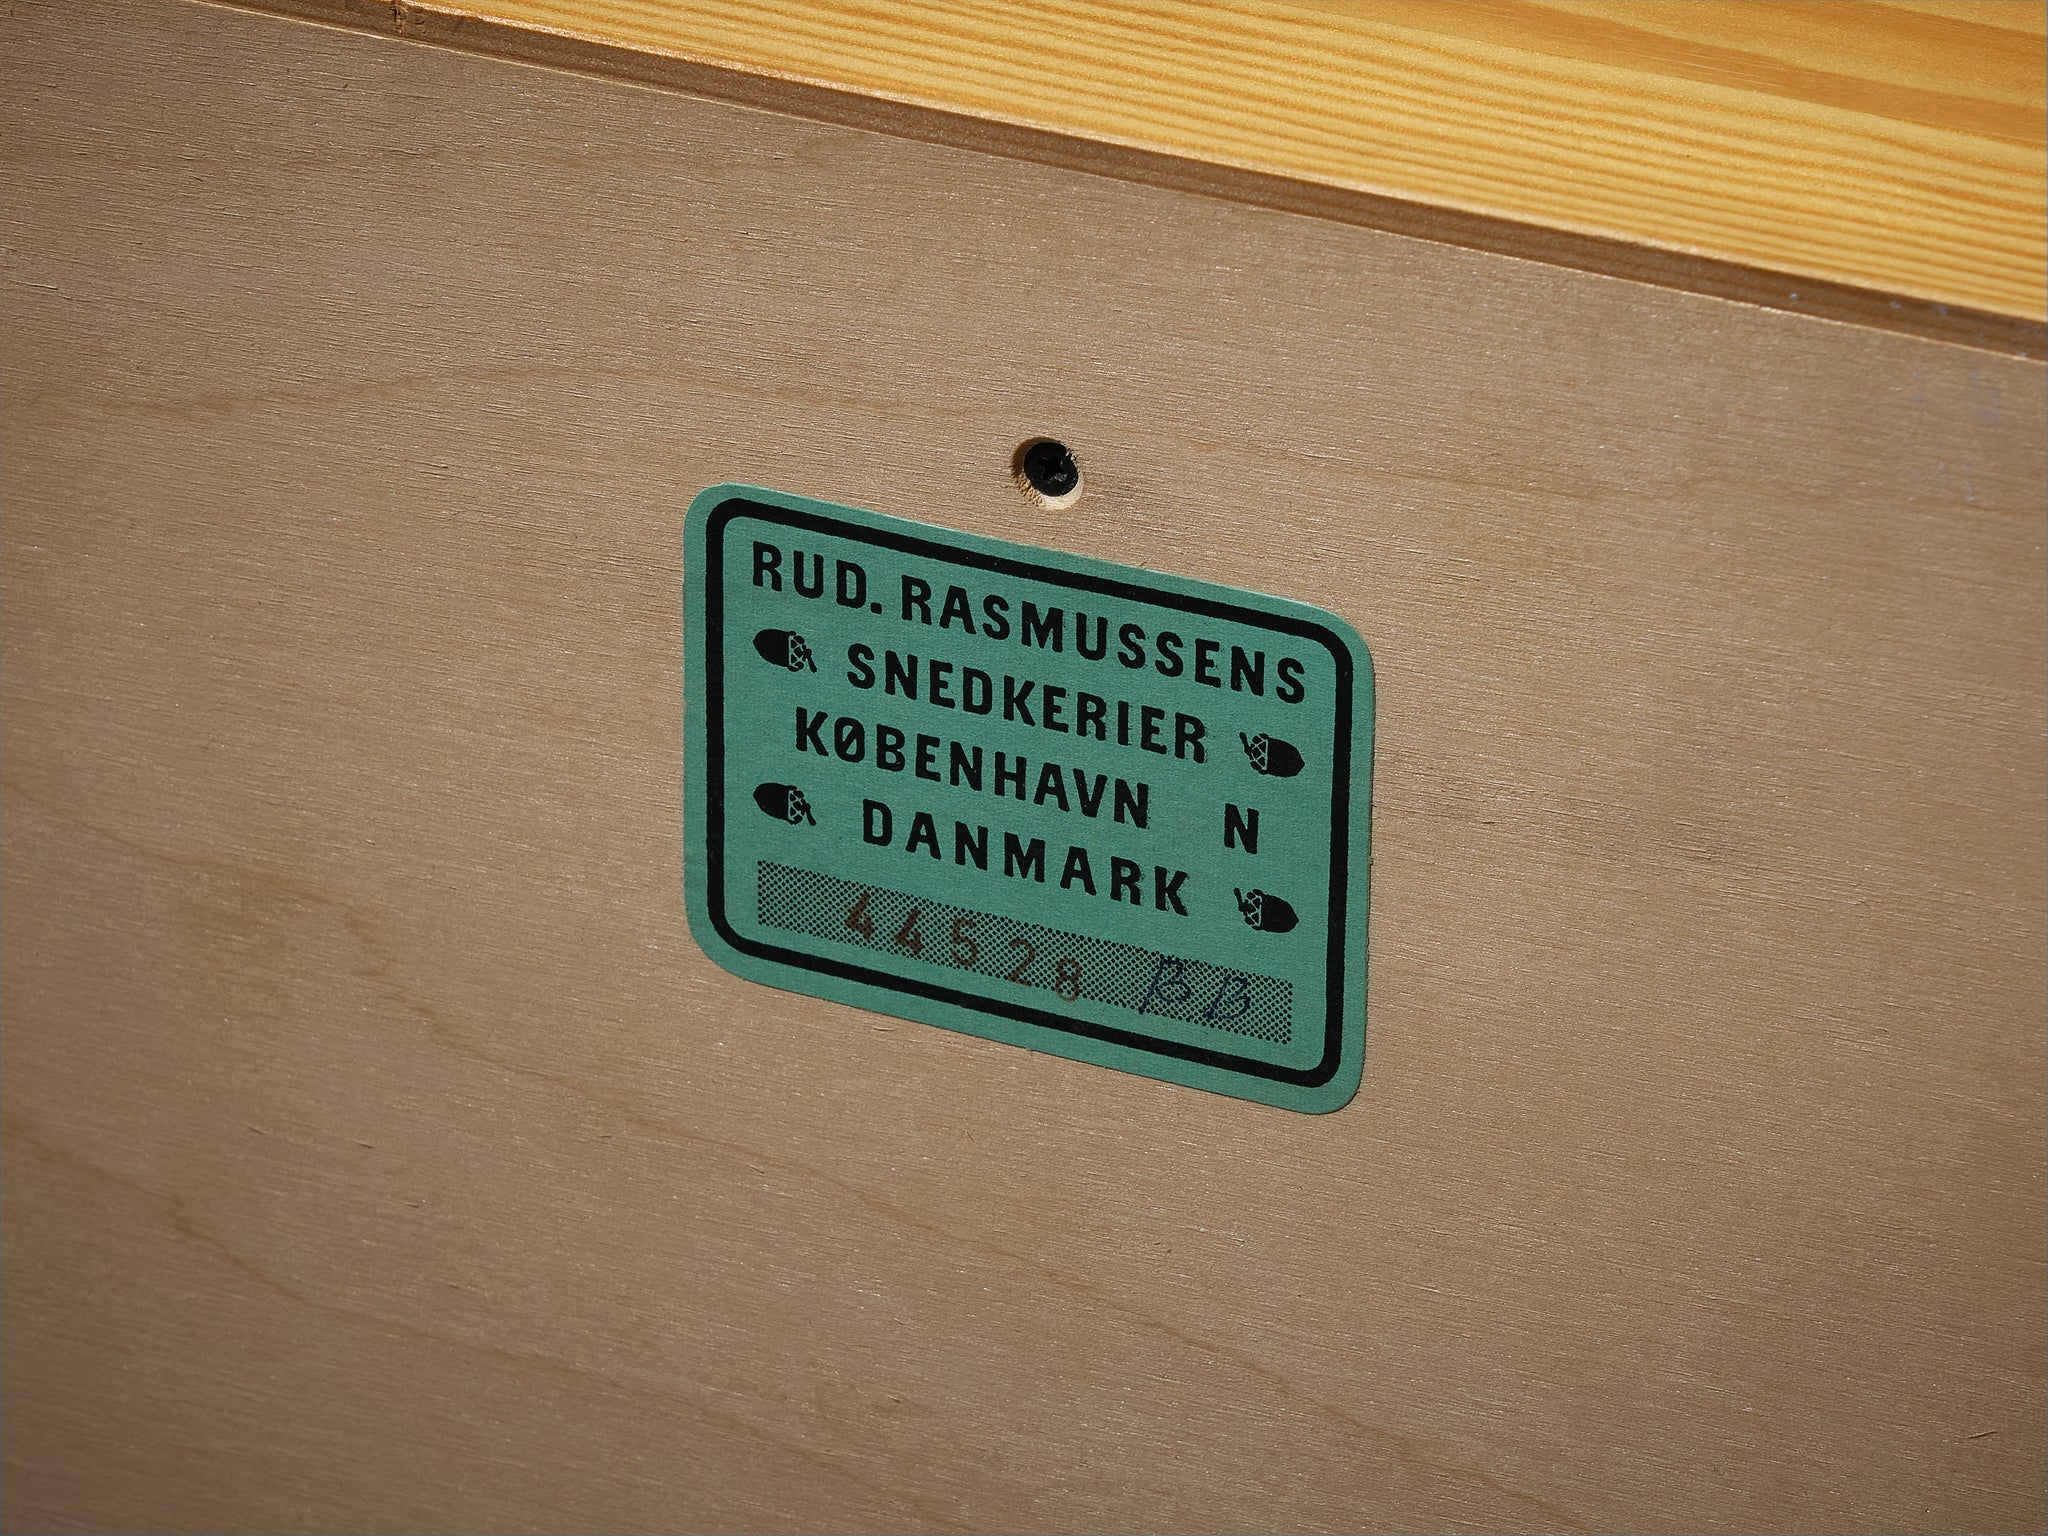 RUD. RASMUSSENS
SNEDKERIER
KØBENHAVN N
DANMARK
44528 BB